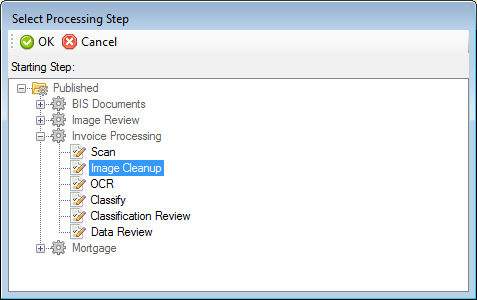 Select Processing Step
OK Cancel
Starting Step:
Published
BIS Documents
Image Review
Invoice Processing
Scan
Image Cleanup
OCR
Classify
Classification Review
Data Review
Mortgage